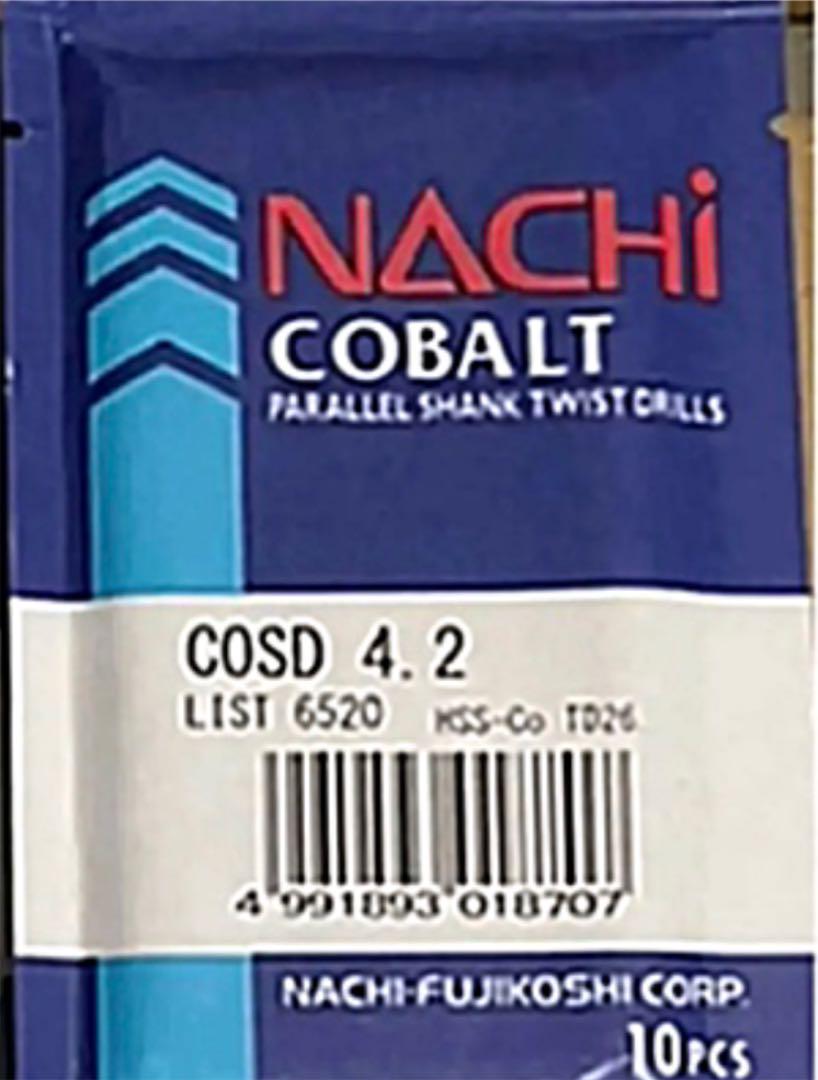 NACHi
COBALT
PARALLEL SHANK TWIST DRILLS
COSD 4.2
LIST 6520 HSS-Co TD26
4 991893 018707
NACHI-FUJIKOSHI CORP.
10PCS